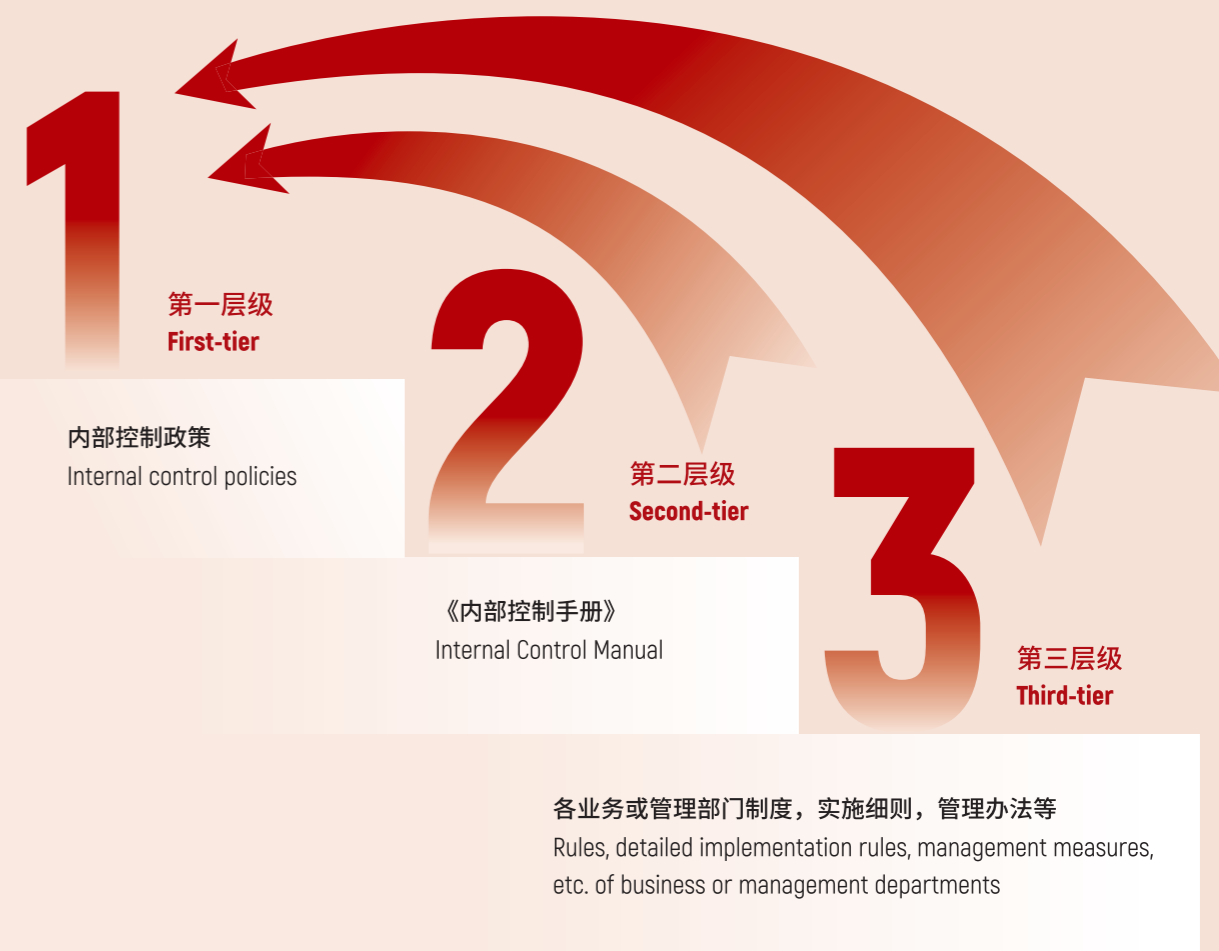 1
第一层级
First-tier
内部控制政策
Internal control policies
2
第二层级
Second-tier
《内部控制手册》
Internal Control Manual
3
第三层级
Third-tier
各业务或管理部门制度，实施细则，管理办法等
Rules, detailed implementation rules, management measures,
etc. of business or management departments